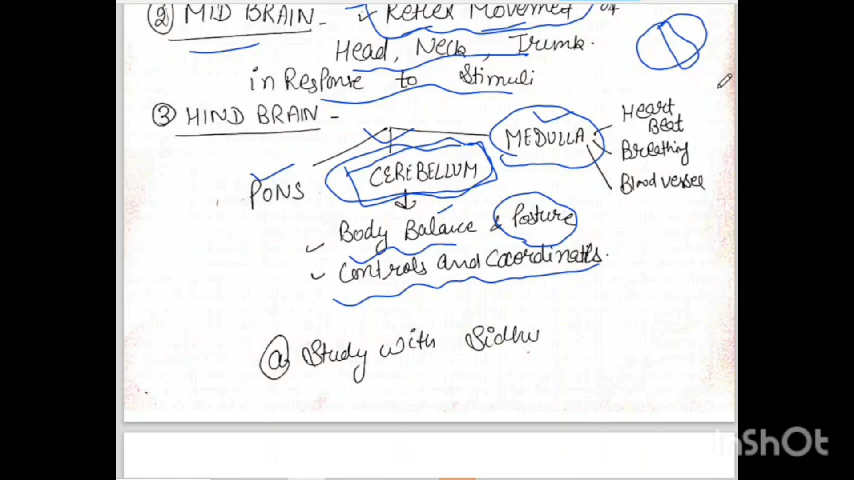 ② MID BRAIN - Reflex Movement of
Head, Neck, Trunk.
in Response to Stimuli
③ HIND BRAIN -
PONS
CEREBELLUM
MEDULLA
Heart
Beat
Breathing
Blood vessel
Body Balance & Posture
Controls and Coordinates.
@ Study with Sidhu
InShOt